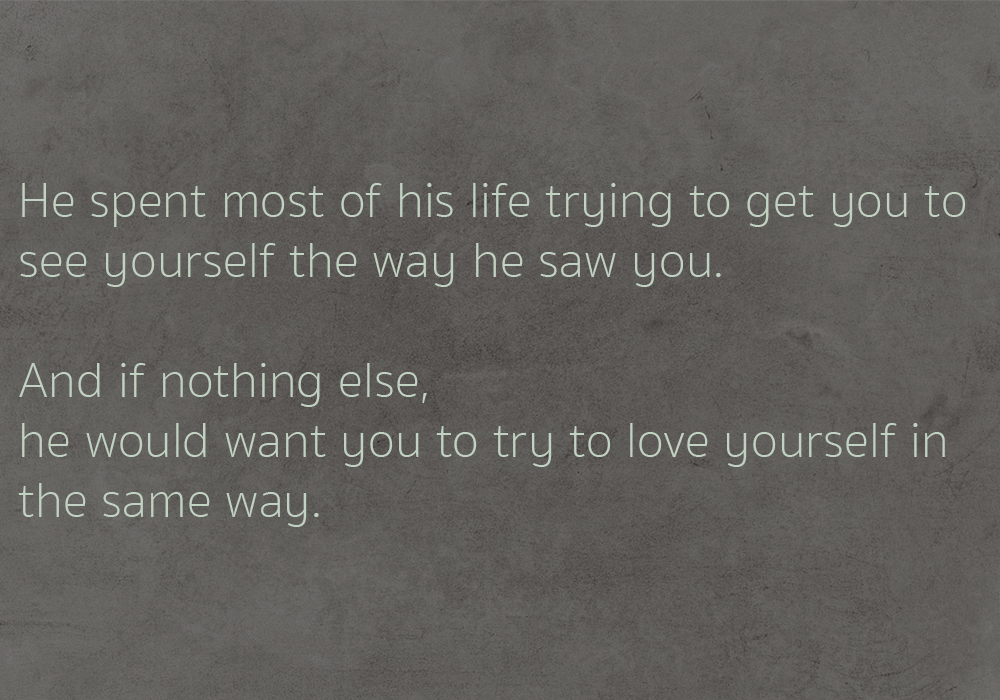 He spent most of his life trying to get you to
see yourself the way he saw you.
And if nothing else,
he would want you to try to love yourself in
the same way.